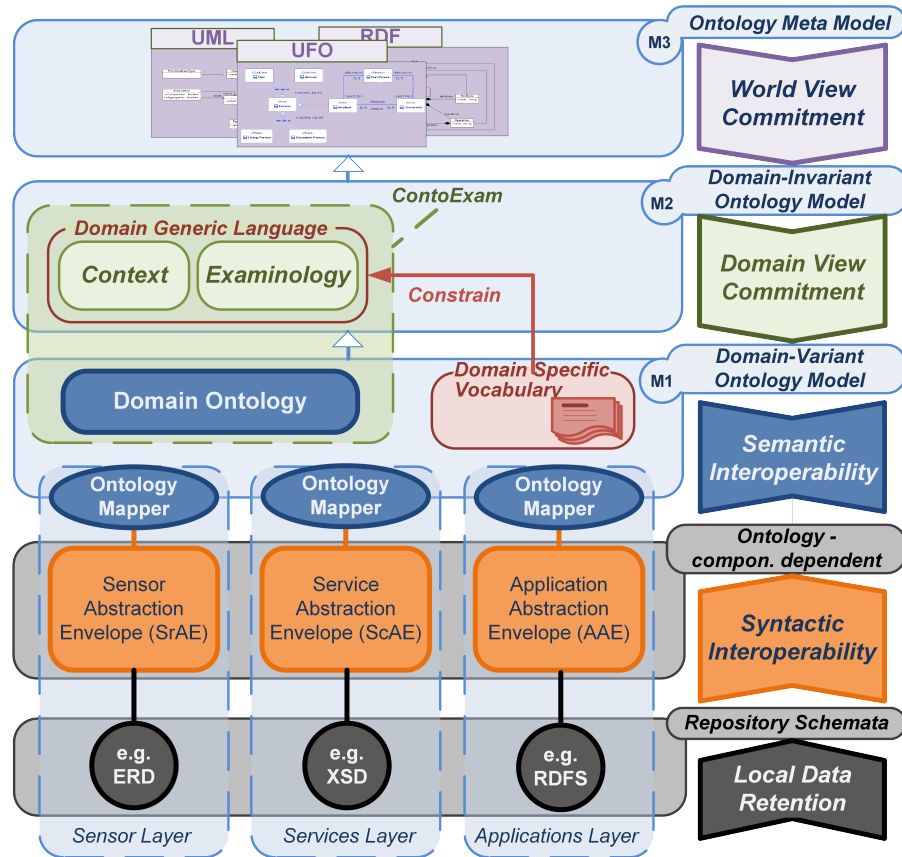 Ontology Meta Model
M3
UML
RDF
UFO
World View
Commitment
ContoExam
M2
Domain-Invariant
Ontology Model
Domain Generic Language
Context
Examinology
Constrain
Domain View
Commitment
M1
Domain-Variant
Ontology Model
Domain Specific
Vocabulary
Domain Ontology
Semantic
Interoperability
Ontology
Mapper
Ontology
Mapper
Ontology
Mapper
Ontology -
compon. dependent
Sensor
Abstraction
Envelope (SrAE)
Service
Abstraction
Envelope (ScAE)
Application
Abstraction
Envelope (AAE)
Syntactic
Interoperability
Repository Schemata
e.g.
ERD
e.g.
XSD
e.g.
RDFS
Local Data
Retention
Sensor Layer
Services Layer
Applications Layer